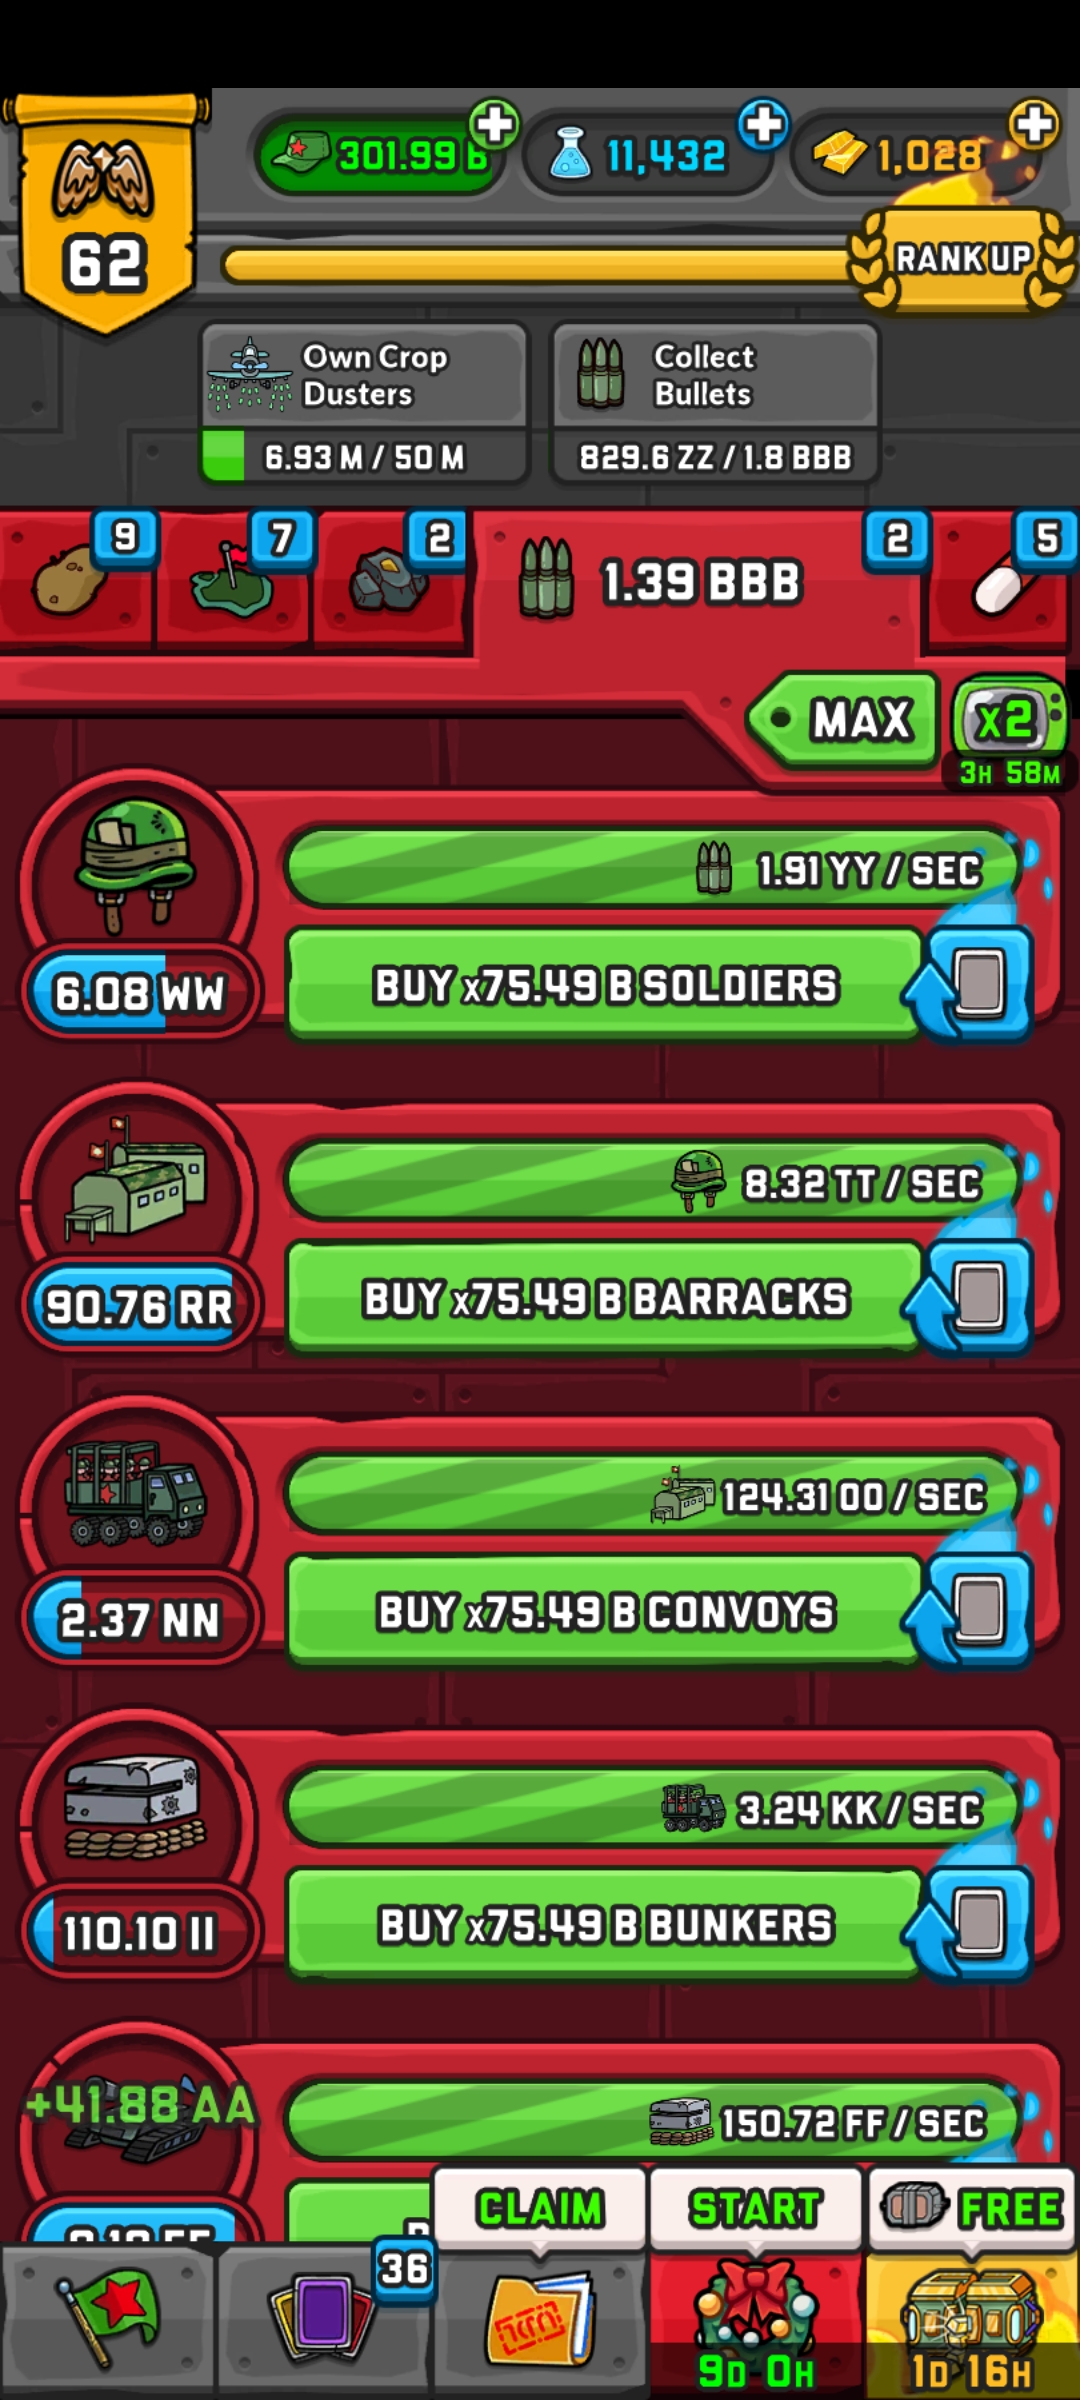 301.99 B
11,432
1,028
62
RANK UP
Own Crop
Dusters
6.93 M / 50 M
Collect
Bullets
829.6 ZZ / 1.8 BBB
9
7
2
1.39 BBB
2
5
MAX
x2
3H 58M
1.91 YY / SEC
6.08 WW
BUY x75.49 B SOLDIERS
8.32 TT / SEC
90.76 RR
BUY x75.49 B BARRACKS
124.31 OO / SEC
2.37 NN
BUY x75.49 B CONVOYS
3.24 KK / SEC
110.10 II
BUY x75.49 B BUNKERS
+41.88 AA
150.72 FF / SEC
CLAIM
START
FREE
36
9D 0H
1D 16H